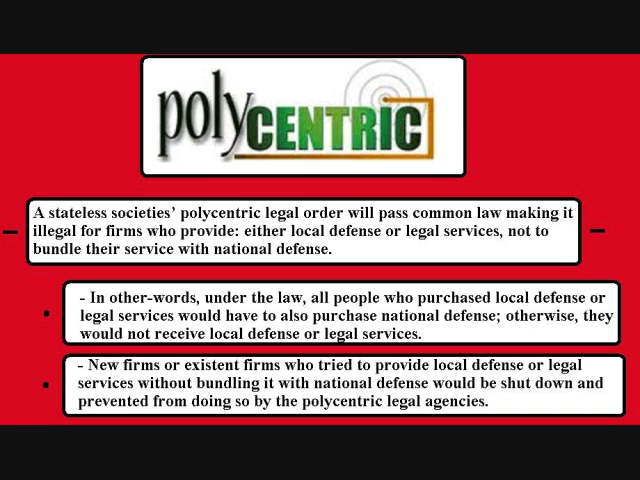 polyCENTRIC
A stateless societies’ polycentric legal order will pass common law making it
illegal for firms who provide: either local defense or legal services, not to
bundle their service with national defense.
- In other-words, under the law, all people who purchased local defense or
legal services would have to also purchase national defense; otherwise, they
would not receive local defense or legal services.
- New firms or existent firms who tried to provide local defense or legal
services without bundling it with national defense would be shut down and
prevented from doing so by the polycentric legal agencies.